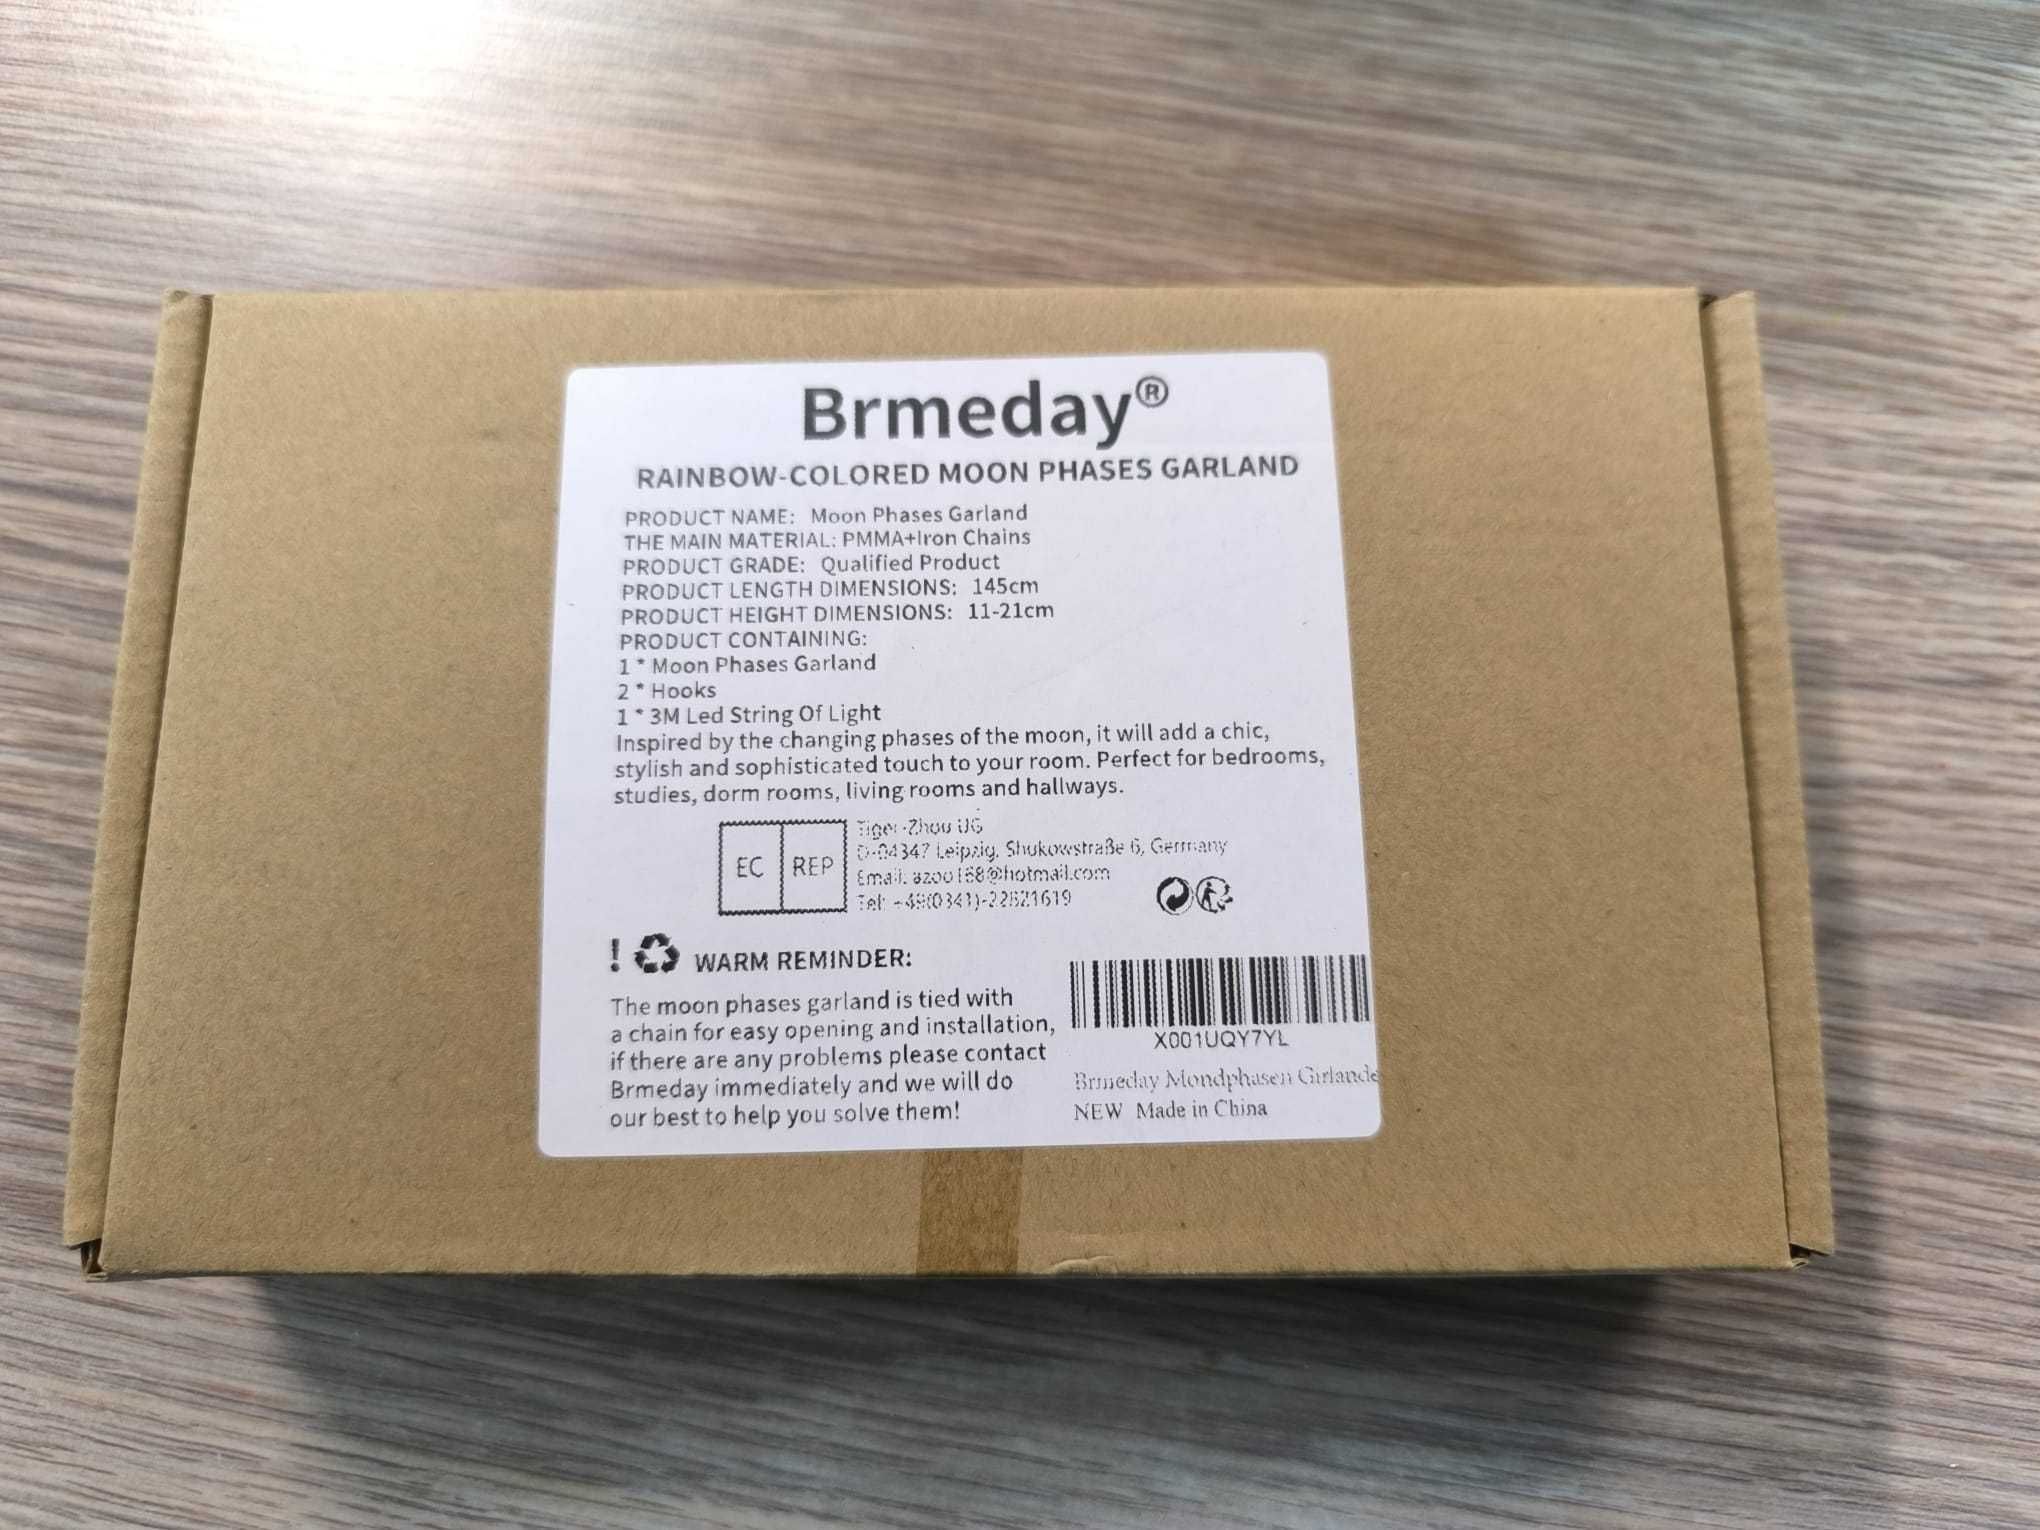 Brmeday®
RAINBOW-COLORED MOON PHASES GARLAND
PRODUCT NAME: Moon Phases Garland
THE MAIN MATERIAL: PMMA+Iron Chains
PRODUCT GRADE: Qualified Product
PRODUCT LENGTH DIMENSIONS: 145cm
PRODUCT HEIGHT DIMENSIONS: 11-21cm
PRODUCT CONTAINING:
1 * Moon Phases Garland
2 * Hooks
1 * 3M Led String Of Light
Inspired by the changing phases of the moon, it will add a chic,
stylish and sophisticated touch to your room. Perfect for bedrooms,
studies, dorm rooms, living rooms and hallways.
EC REP
Tiger-Zhou UG
D-04347 Leipzig, Shukowstraße 6, Germany
Email:
Tel:
! WARM REMINDER:
The moon phases garland is tied with
a chain for easy opening and installation,
if there are any problems please contact
Brmeday immediately and we will do
our best to help you solve them!
X001UQY7YL
Brmeday Mondphasen Girlande
NEW Made in China